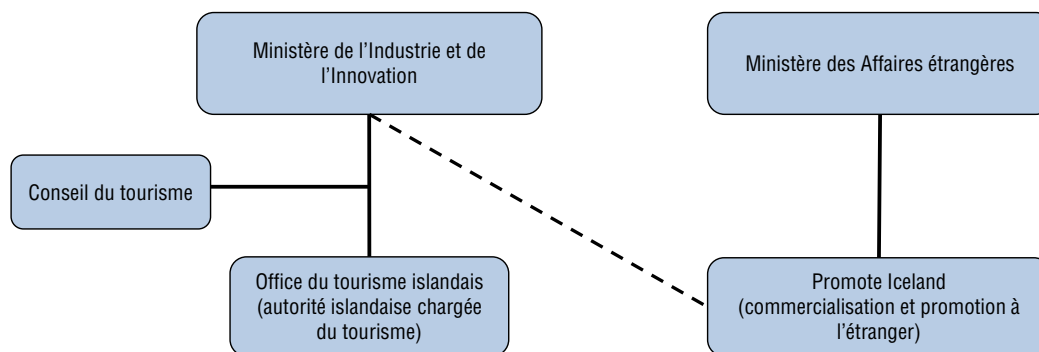 Ministère de l'Industrie et de
l'Innovation
Ministère des Affaires étrangères
Conseil du tourisme
Office du tourisme islandais
(autorité islandaise chargée
du tourisme)
Promote Iceland
(commercialisation et promotion à
l'étranger)